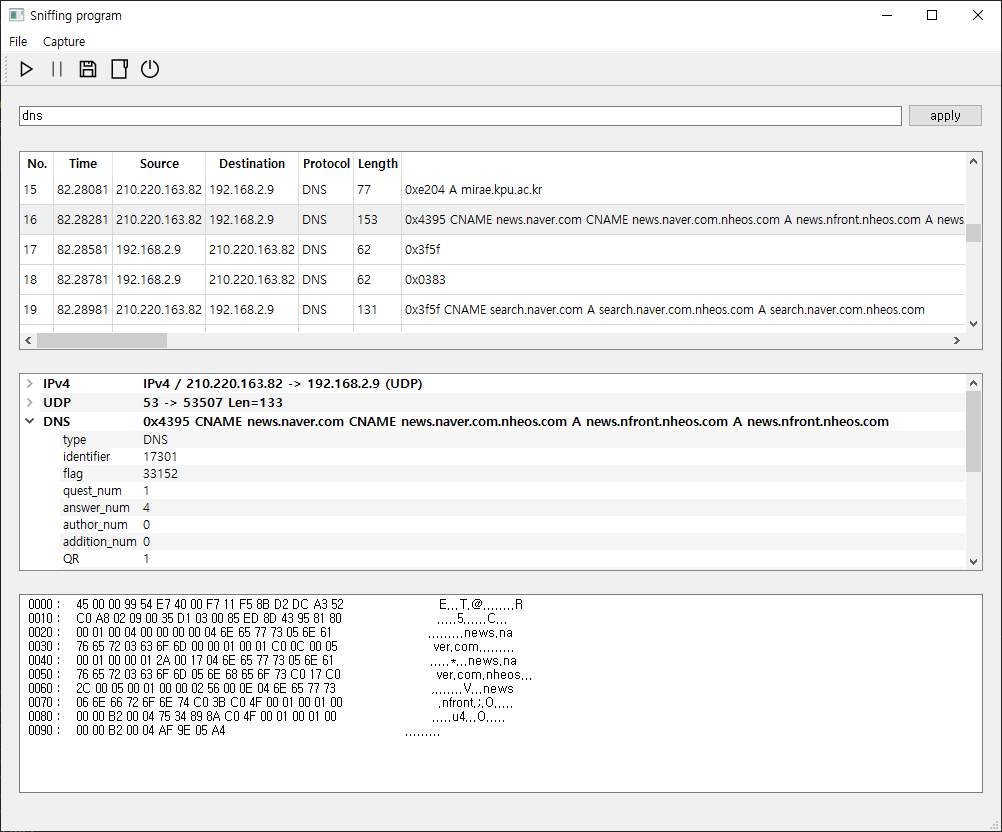 Sniffing program
File Capture
dns
apply
No. Time Source Destination Protocol Length
15 82.28081 210.220.163.82 192.168.2.9 DNS 77 0xe204 A mirae.kpu.ac.kr
16 82.28281 210.220.163.82 192.168.2.9 DNS 153 0x4395 CNAME news.naver.com CNAME news.naver.com.nheos.com A news.nfront.nheos.com A news
17 82.28581 192.168.2.9 210.220.163.82 DNS 62 0x3f5f
18 82.28781 192.168.2.9 210.220.163.82 DNS 62 0x0383
19 82.28981 210.220.163.82 192.168.2.9 DNS 131 0x3f5f CNAME search.naver.com A search.naver.com.nheos.com A search.naver.com.nheos.com
IPv4 IPv4 / 210.220.163.82 -> 192.168.2.9 (UDP)
UDP 53 -> 53507 Len=133
DNS 0x4395 CNAME news.naver.com CNAME news.naver.com.nheos.com A news.nfront.nheos.com A news.nfront.nheos.com
type DNS
identifier 17301
flag 33152
quest_num 1
answer_num 4
author_num 0
addition_num 0
QR 1
0000 : 45 00 00 99 54 E7 40 00 F7 11 F5 8B D2 DC A3 52 E,,,T,@,,,,,,,,R
0010 : C0 A8 02 09 00 35 D1 03 00 85 ED 8D 43 95 81 80 ,,,,,5,,,,,,C,,,
0020 : 00 01 00 04 00 00 00 00 04 6E 65 77 73 05 6E 61 ,,,,,,,,,news,na
0030 : 76 65 72 03 63 6F 6D 00 00 01 00 01 C0 0C 00 05 ver,com,,,,,,,,,
0040 : 00 01 00 00 01 2A 00 17 04 6E 65 77 73 05 6E 61 ,,,,,*,,,news,na
0050 : 76 65 72 03 63 6F 6D 05 6E 68 65 6F 73 C0 17 C0 ver,com,nheos,,,
0060 : 2C 00 05 00 01 00 00 02 56 00 0E 04 6E 65 77 73 ,,,,,,,,V,,,news
0070 : 06 6E 66 72 6F 6E 74 C0 3B C0 4F 00 01 00 01 00 ,nfront,;,O,,,,,
0080 : 00 00 B2 00 04 75 34 89 8A C0 4F 00 01 00 01 00 ,,,,,u4,,,O,,,,,
0090 : 00 00 B2 00 04 AF 9E 05 A4 ,,,,,,,,,